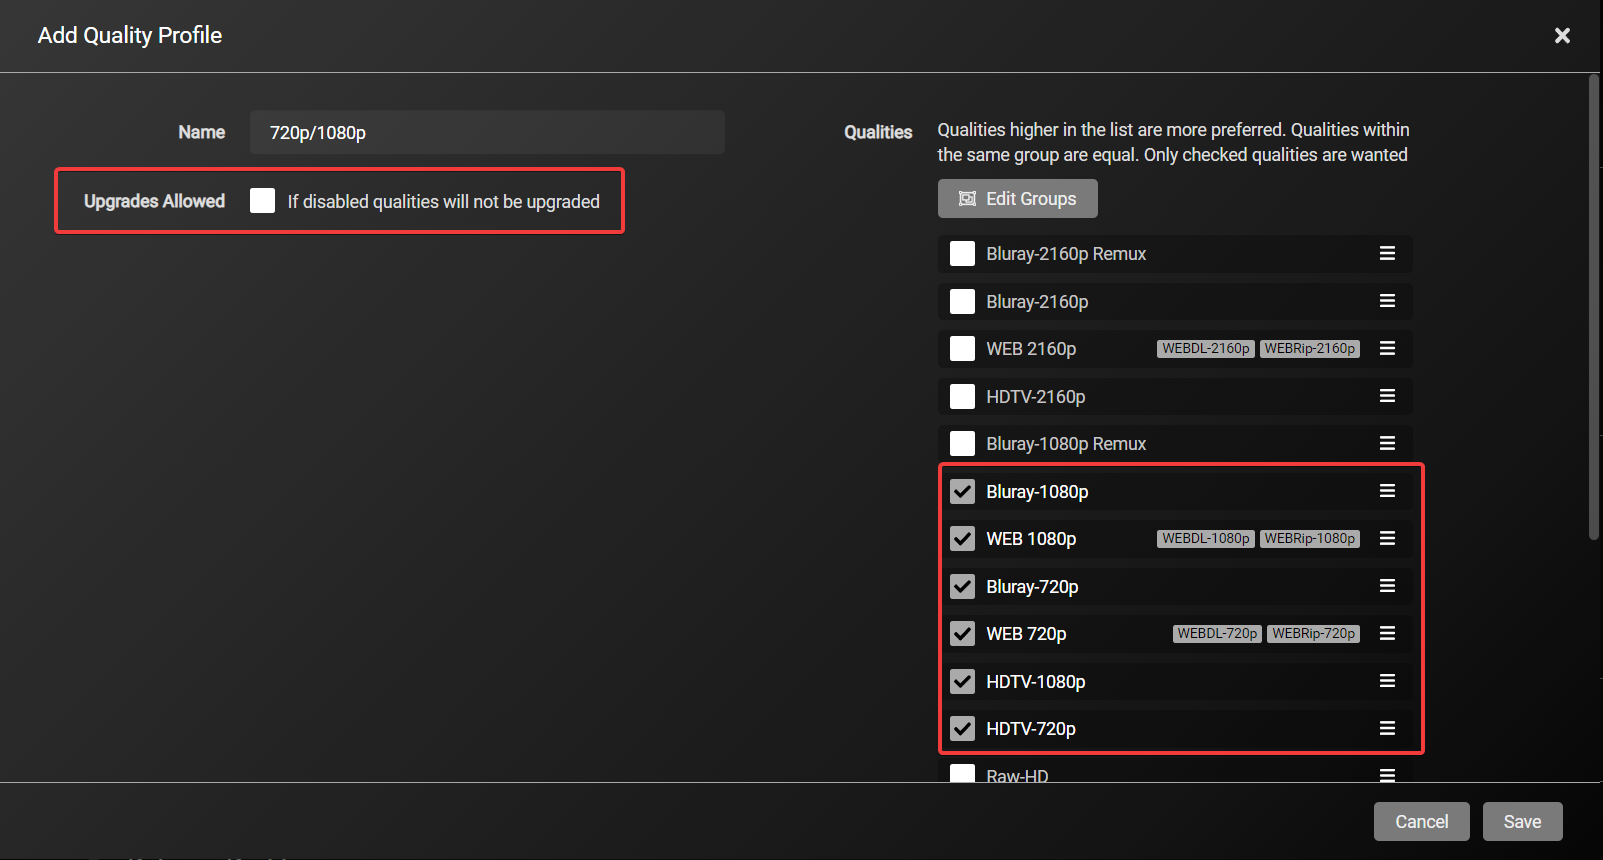 Add Quality Profile
Name
720p/1080p
Upgrades Allowed
If disabled qualities will not be upgraded
Qualities
Qualities higher in the list are more preferred. Qualities within
the same group are equal. Only checked qualities are wanted
Edit Groups
Bluray-2160p Remux
Bluray-2160p
WEB 2160p WEBDL-2160p WEBRip-2160p
HDTV-2160p
Bluray-1080p Remux
Bluray-1080p
WEB 1080p WEBDL-1080p WEBRip-1080p
Bluray-720p
WEB 720p WEBDL-720p WEBRip-720p
HDTV-1080p
HDTV-720p
Raw-HD
Cancel
Save